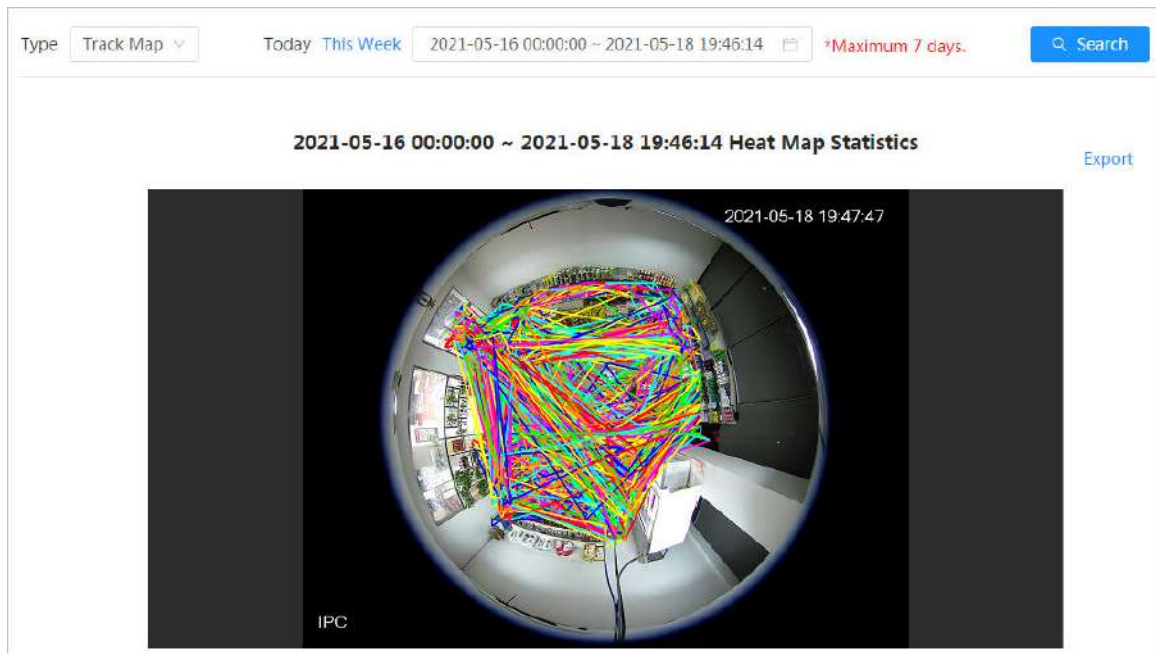 Type Track Map Today This Week 2021-05-16 00:00:00 ~ 2021-05-18 19:46:14 *Maximum 7 days. Search
2021-05-16 00:00:00 ~ 2021-05-18 19:46:14 Heat Map Statistics
Export
2021-05-18 19:47:47
IPC